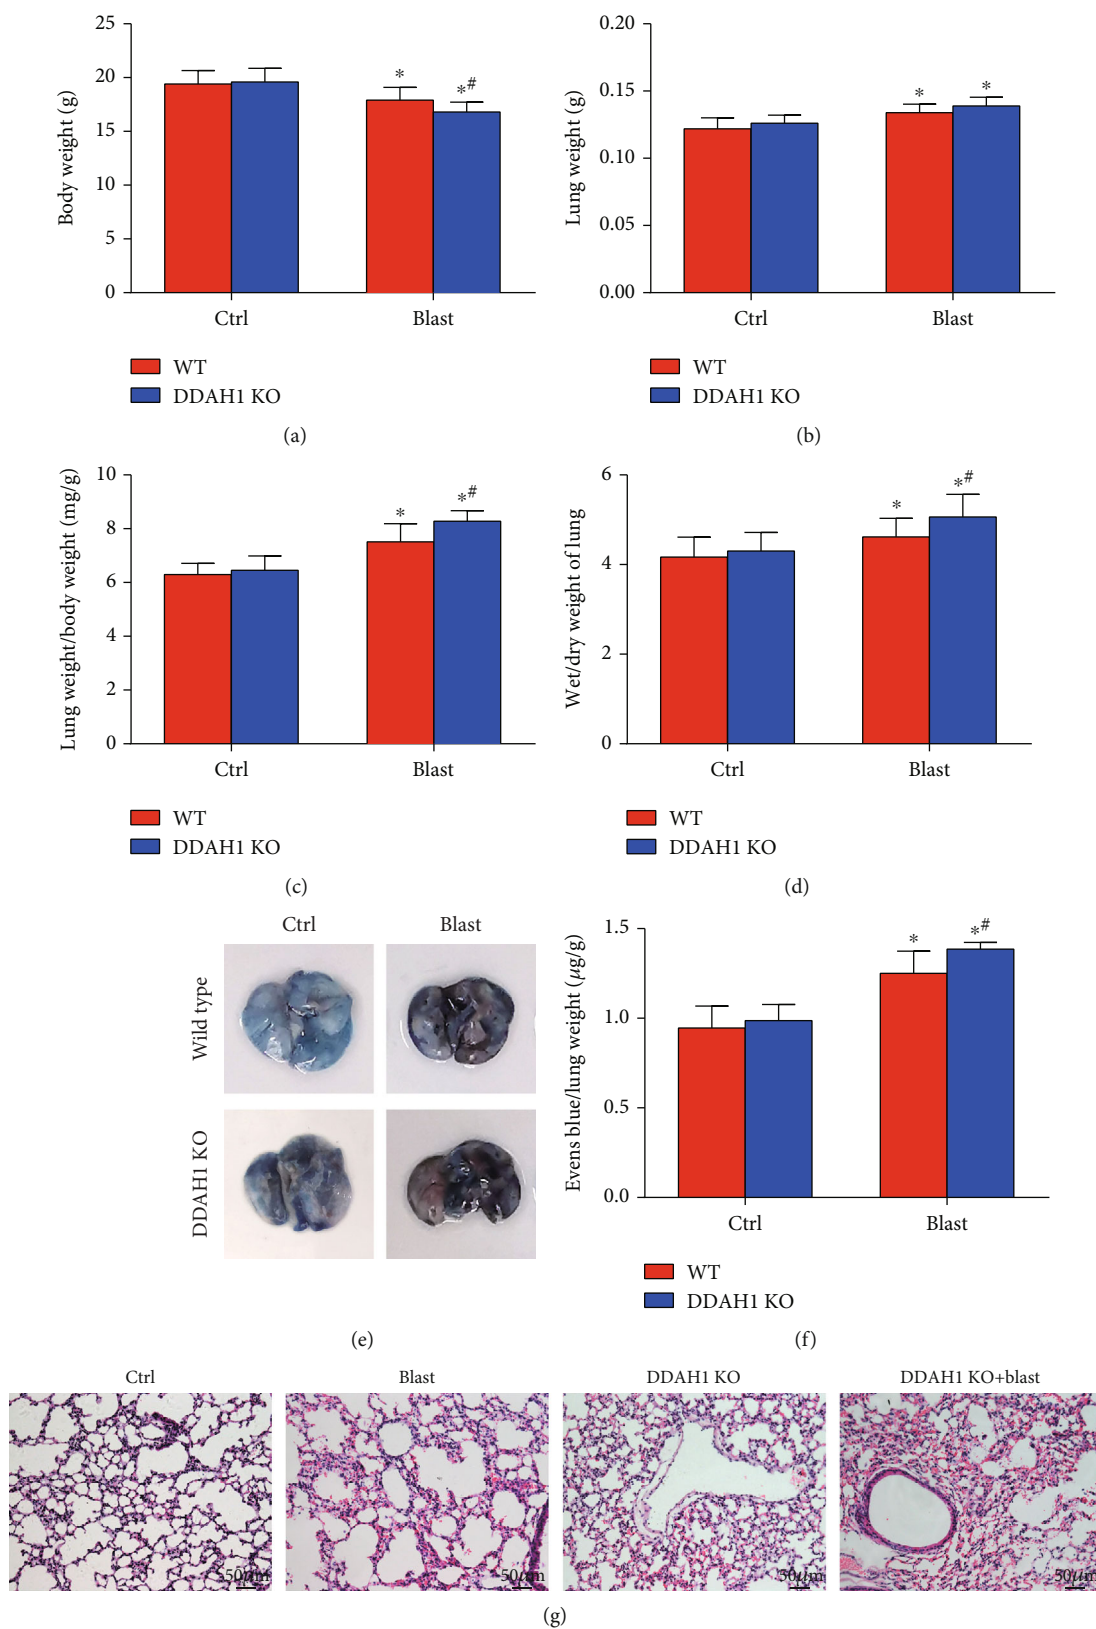 25
20
15
10
5
0
Body weight (g)
*
*#
Ctrl
Blast
WT
DDAH1 KO
(a)
0.20
0.15
0.10
0.05
0.00
Lung weight (g)
*
*
Ctrl
Blast
WT
DDAH1 KO
(b)
10
8
6
4
2
0
Lung weight/body weight (mg/g)
*
*#
Ctrl
Blast
WT
DDAH1 KO
(c)
6
4
2
0
Wet/dry weight of lung
*
*#
Ctrl
Blast
WT
DDAH1 KO
(d)
Ctrl
Blast
Wild type
DDAH1 KO
(e)
1.5
1.0
0.5
0.0
Evens blue/lung weight (μg/g)
*
*#
Ctrl
Blast
WT
DDAH1 KO
(f)
Ctrl
Blast
DDAH1 KO
DDAH1 KO+blast
50μm
50μm
50μm
50μm
(g)